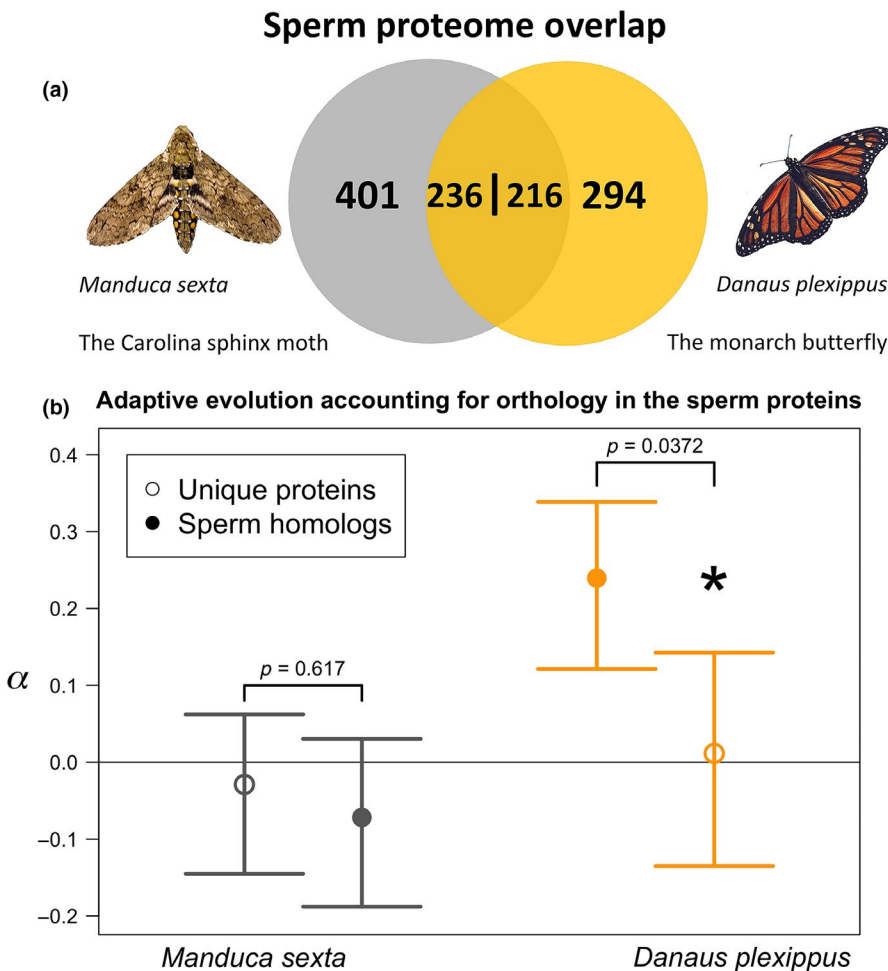 Sperm proteome overlap
(a)
401 236 | 216 294
Manduca sexta
Danaus plexippus
The Carolina sphinx moth
The monarch butterfly
(b) Adaptive evolution accounting for orthology in the sperm proteins
0.4
0.3
0.2
0.1
0.0
−0.1
−0.2
α
Unique proteins
Sperm homologs
p = 0.0372
*
p = 0.617
Manduca sexta
Danaus plexippus